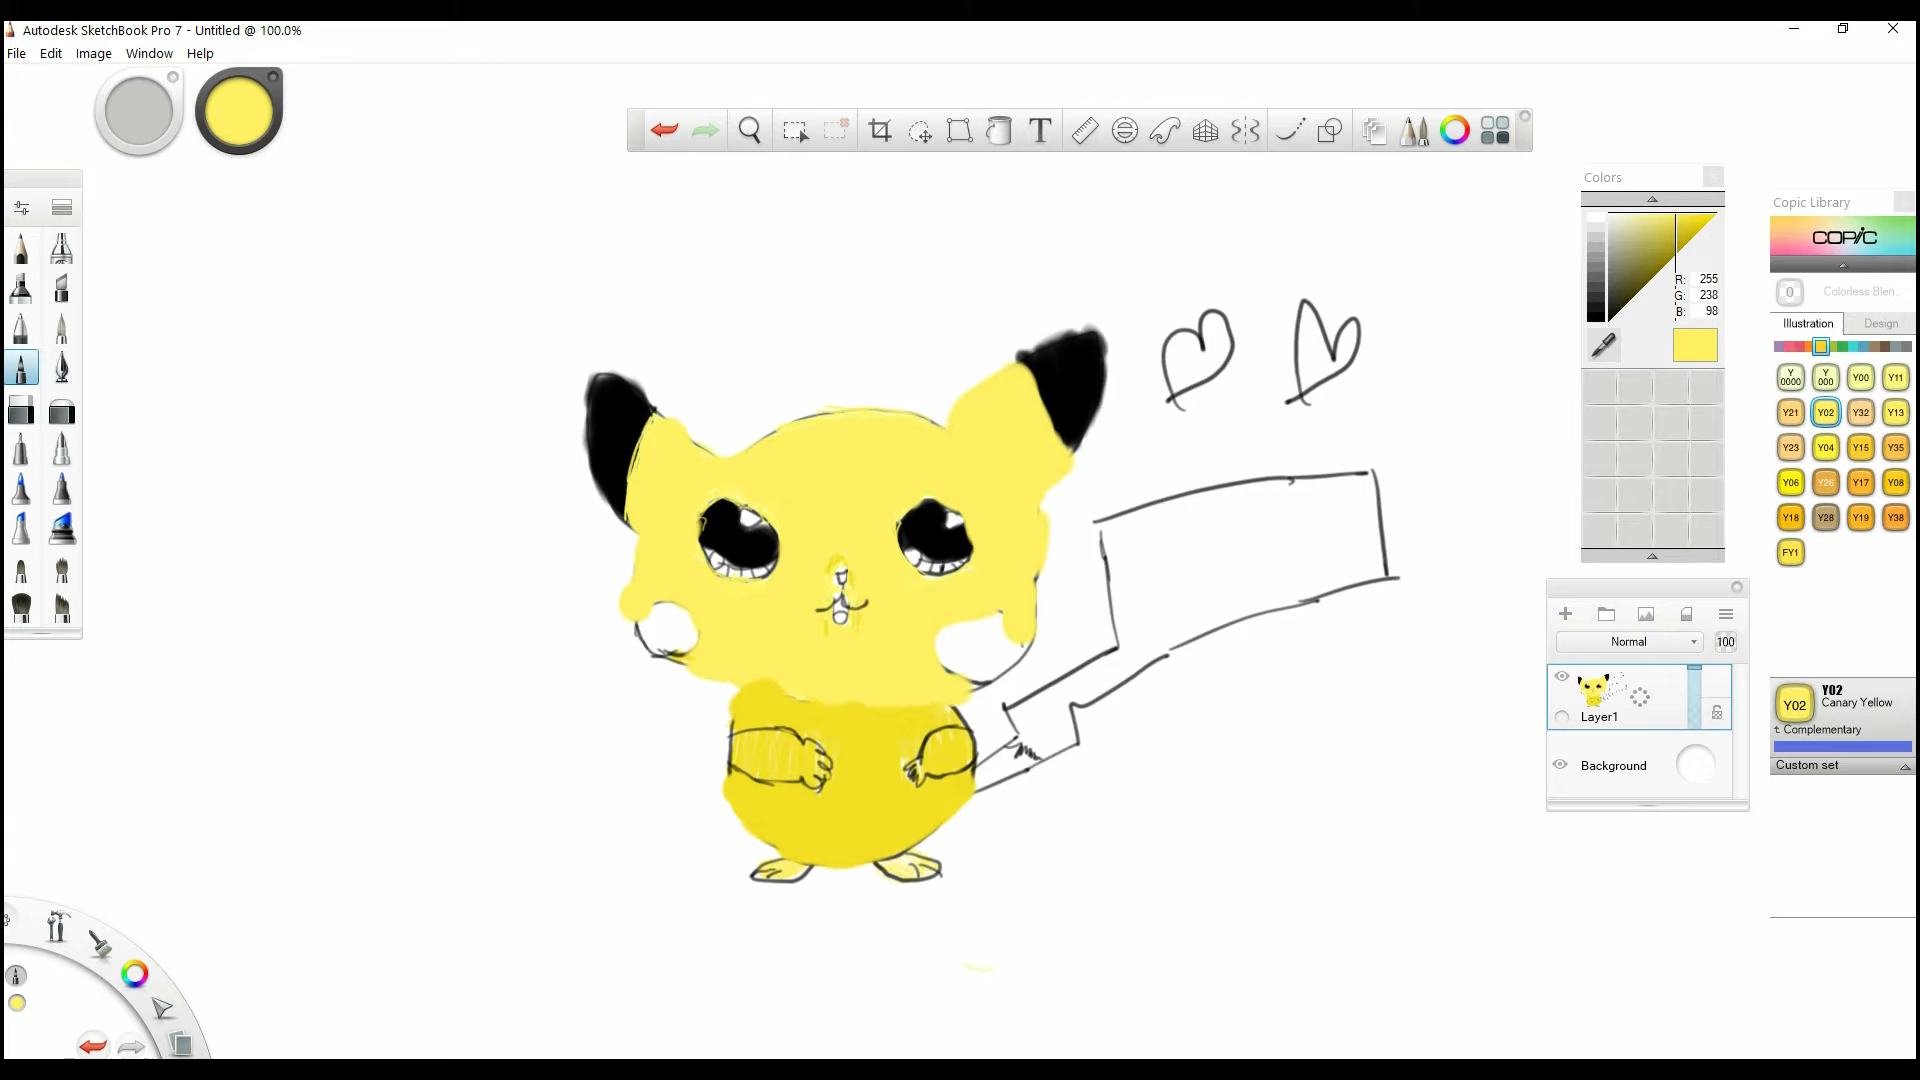 Autodesk SketchBook Pro 7 - Untitled @ 100.0%
File Edit Image Window Help
T
Colors
R: 255
G: 238
B: 98
Copic Library
COPIC
0 Colorless Blen..
Illustration Design
Y0000 Y000 Y00 Y11
Y21 Y02 Y32 Y13
Y23 Y04 Y15 Y35
Y06 Y26 Y17 Y08
Y18 Y28 Y19 Y38
FY1
Normal 100
Layer1
Background
Y02 Y02
Canary Yellow
Complementary
Custom set